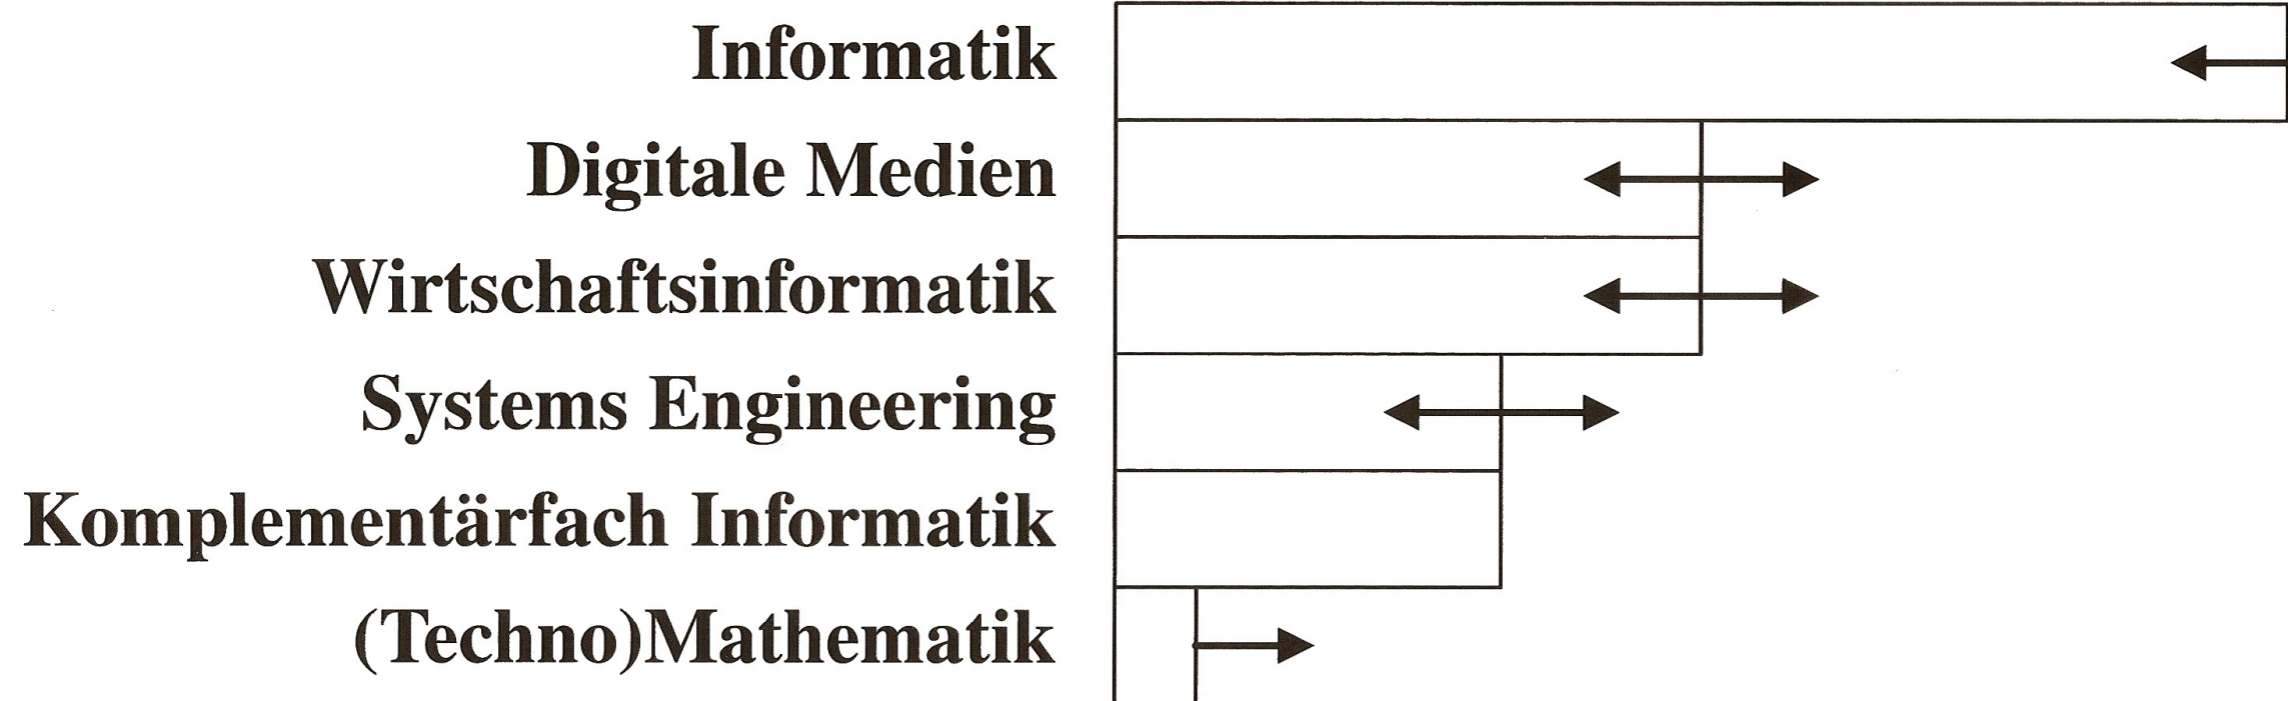 Informatik
Digitale Medien
Wirtschaftsinformatik
Systems Engineering
Komplementärfach Informatik
(Techno)Mathematik